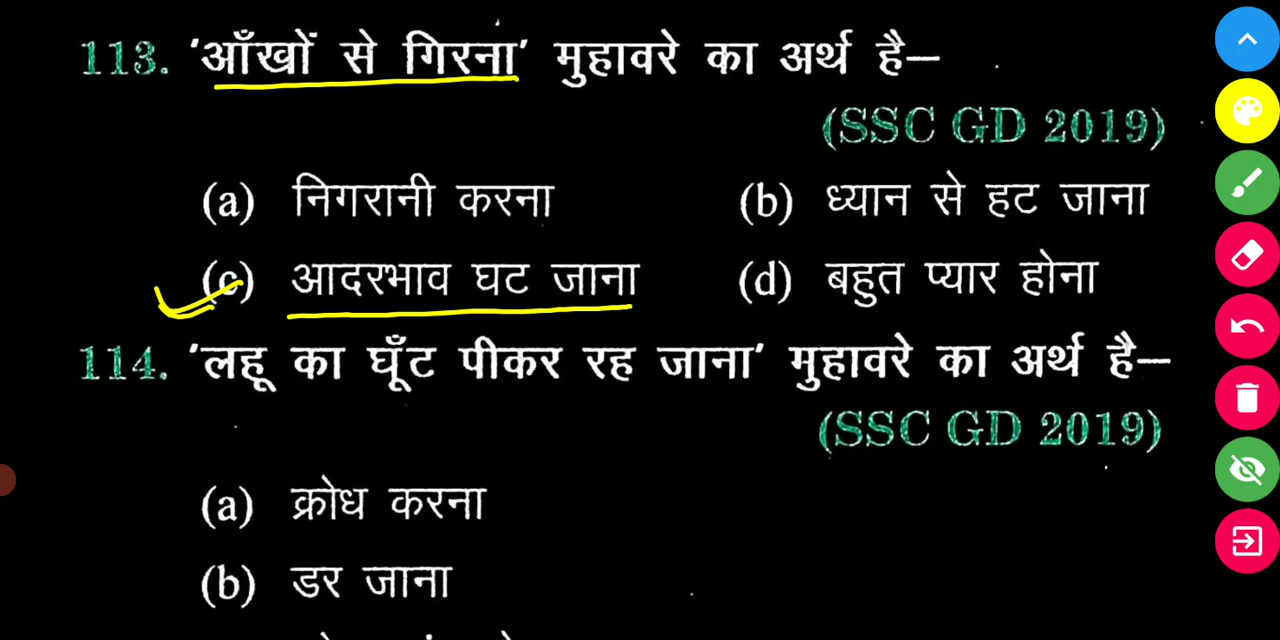 113. 'आँखों से गिरना' मुहावरे का अर्थ है—
(SSC GD 2019)
(a) निगरानी करना (b) ध्यान से हट जाना
(c) आदरभाव घट जाना (d) बहुत प्यार होना
114. 'लहू का घूँट पीकर रह जाना' मुहावरे का अर्थ है—
(SSC GD 2019)
(a) क्रोध करना
(b) डर जाना